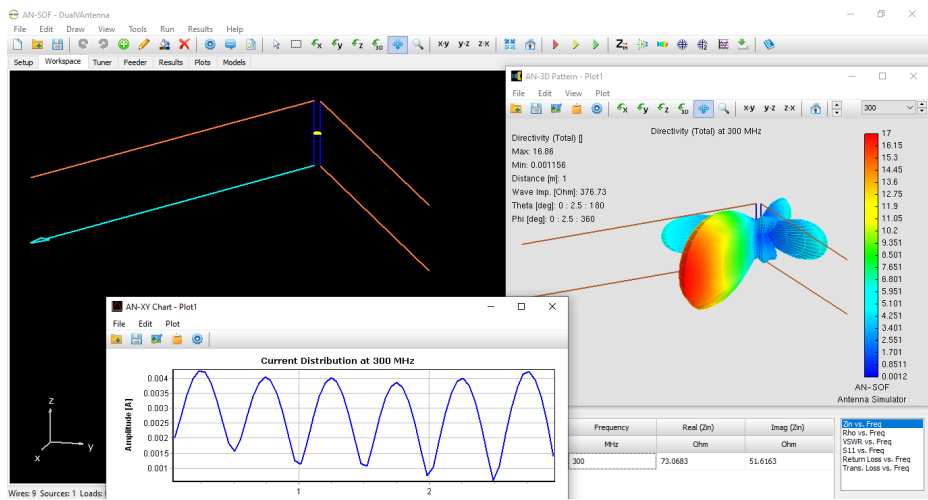 AN-SOF - DualVAntenna
File Edit Draw View Tools Run Results Help
Setup Workspace Tuner Feeder Results Plots Models
x-y y-z z-x
z
y
x
Wires: 9 Sources: 1 Loads:
AN-3D Pattern - Plot1
File Edit View Plot
x-y y-z z-x 300
Directivity (Total) at 300 MHz
Directivity (Total) []
Max: 16.86
Min: 0.001156
Distance [m]: 1
Wave Imp. [Ohm]: 376.73
Theta [deg]: 0 : 2.5 : 180
Phi [deg]: 0 : 2.5 : 360
17
16.15
15.3
14.45
13.6
12.75
11.9
11.05
10.2
9.351
8.501
7.651
6.801
5.951
5.101
4.251
3.401
2.551
1.701
0.8511
0.0012
AN-SOF
Antenna Simulator
AN-XY Chart - Plot1
File Edit Plot
Current Distribution at 300 MHz
Amplitude [A]
0.004
0.0035
0.003
0.0025
0.002
0.0015
0.001
1 2
Frequency Real (Zin) Imag (Zin)
MHz Ohm Ohm
300 73.0683 51.6163
Zin vs. Freq
Rho vs. Freq
VSWR vs. Freq
S11 vs. Freq
Return Loss vs. Freq
Trans. Loss vs. Freq